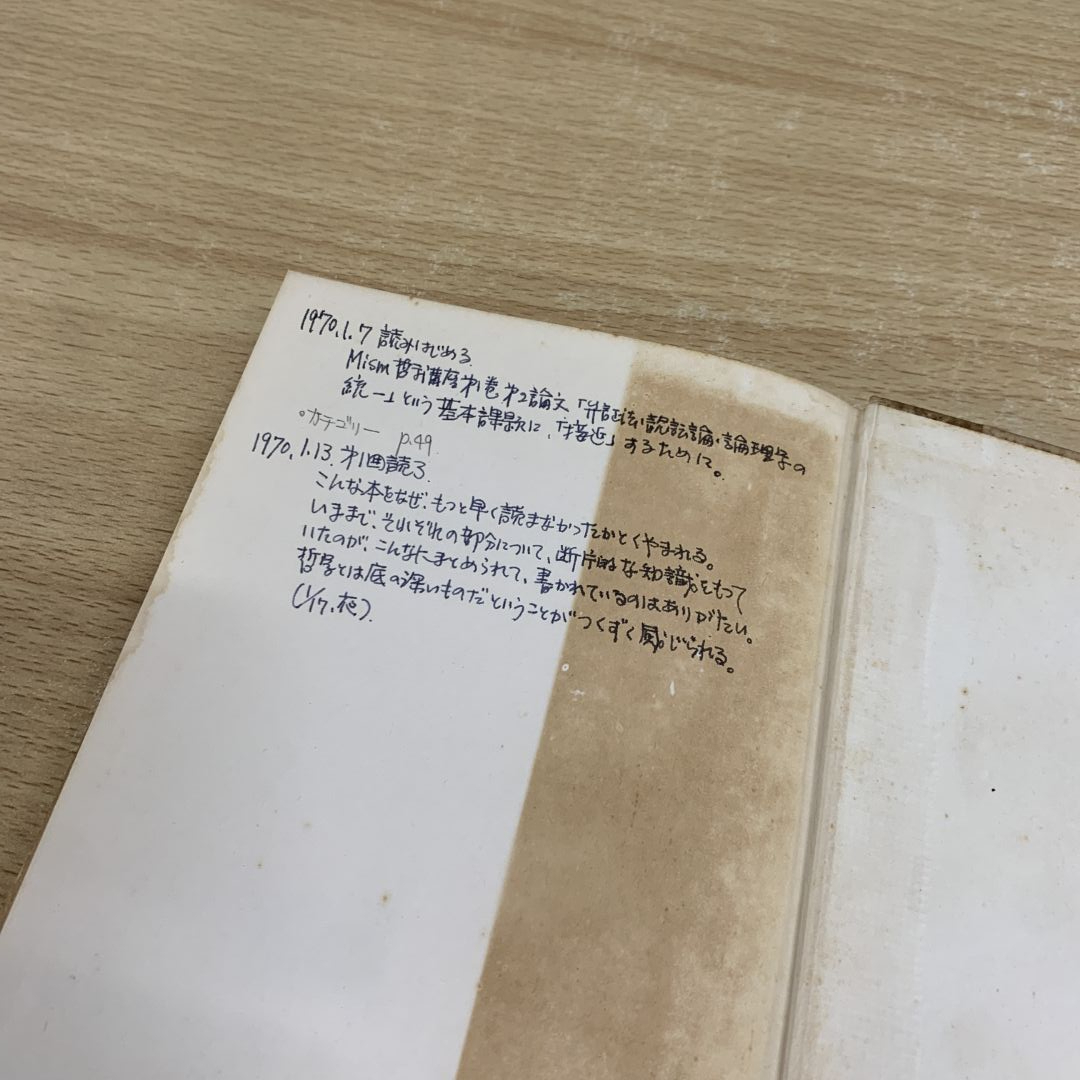 1970.1.7 読みはじめる.
Mism 哲学講座第1巻第2論文「弁証法・認識論・論理学の
統一」という基本課題に、「接近」するために。
○カテゴリー p.49.
1970.1.13. 第1回読了.
こんな本をなぜ、もっと早く読まなかったかとくやまれる。
いままで、それぞれの部分について、断片的な知識をもって
いたのが、こんなにまとめられて、書かれているのはありがたい。
哲学とは底の深いものだということがつくずく感じられる。
(1/17、夜).